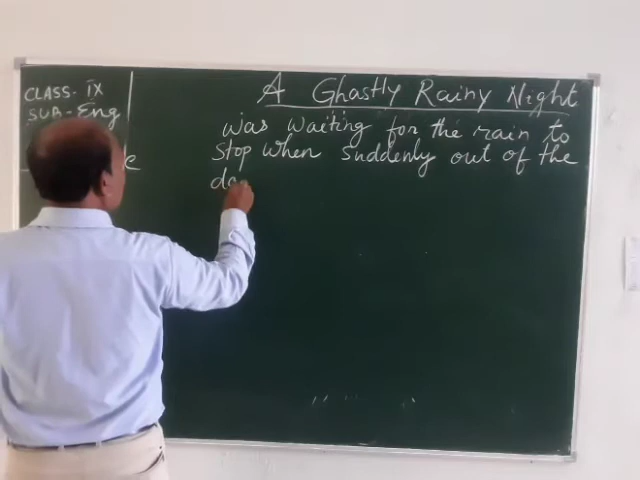 CLASS- IX
SUB- Eng
A Ghastly Rainy Night
was waiting for the rain to
stop when suddenly out of the